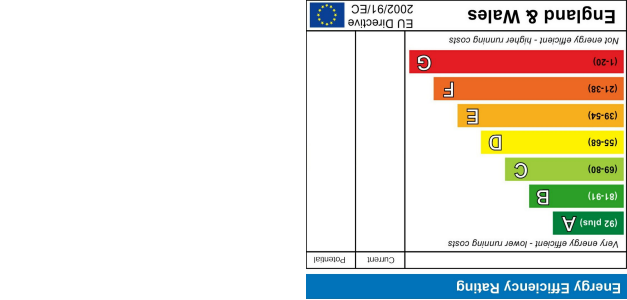 Energy Efficiency Rating
Current Potential
Very energy efficient - lower running costs
(92 plus) A
(81-91) B
(69-80) C
(55-68) D
(39-54) E
(21-38) F
(1-20) G
Not energy efficient - higher running costs
England & Wales
EU Directive
2002/91/EC